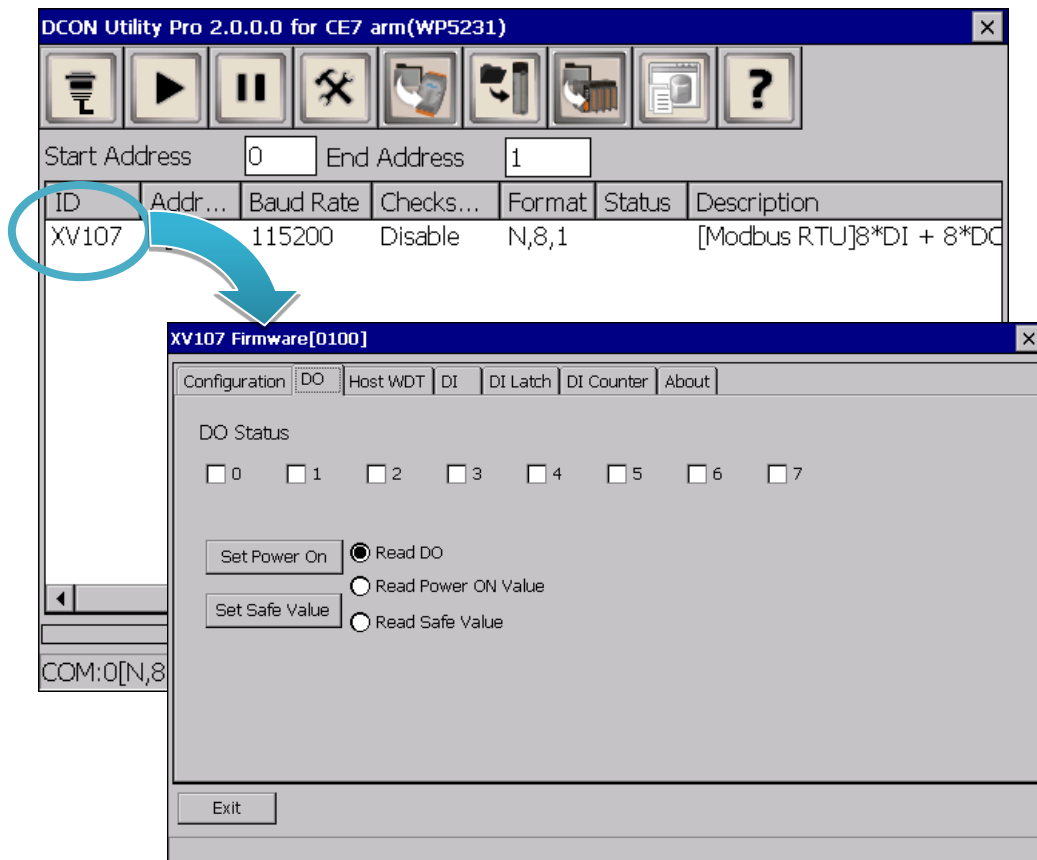 DCON Utility Pro 2.0.0.0 for CE7 arm(WP5231)
?
Start Address 0 End Address 1
ID Addr... Baud Rate Checks... Format Status Description
XV107 115200 Disable N,8,1 [Modbus RTU]8*DI + 8*DO
XV107 Firmware[0100]
Configuration DO Host WDT DI DI Latch DI Counter About
DO Status
0 1 2 3 4 5 6 7
Set Power On Read DO
Read Power ON Value
Set Safe Value Read Safe Value
COM:0[N,8
Exit